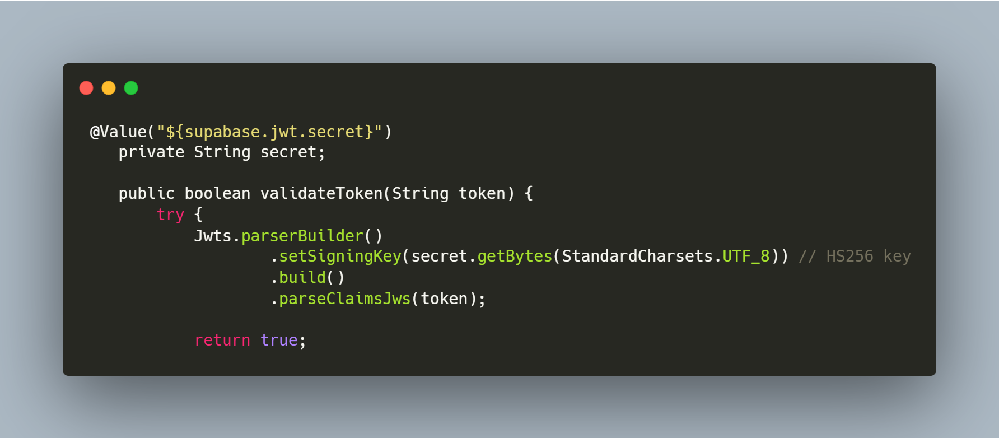 @Value("${supabase.jwt.secret}")
private String secret;
public boolean validateToken(String token) {
try {
Jwts.parserBuilder()
.setSigningKey(secret.getBytes(StandardCharsets.UTF_8)) // HS256 key
.build()
.parseClaimsJws(token);
return true;